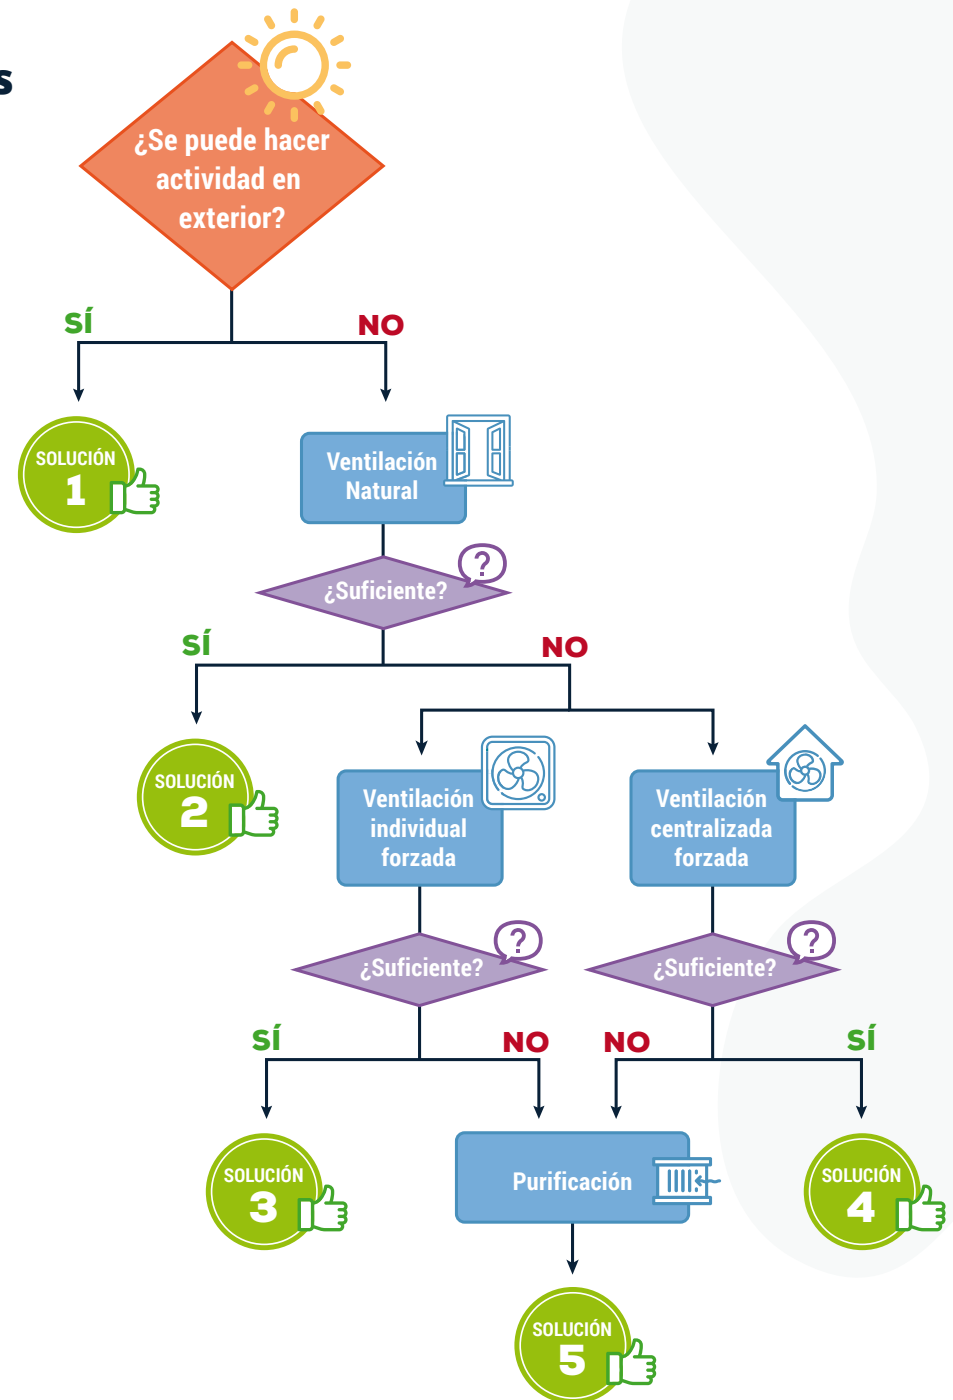 s
¿Se puede hacer
actividad en
exterior?
SÍ
NO
SOLUCIÓN
1
Ventilación
Natural
¿Suficiente?
?
SÍ
NO
SOLUCIÓN
2
Ventilación
individual
forzada
Ventilación
centralizada
forzada
¿Suficiente?
?
¿Suficiente?
?
SÍ
NO
NO
SÍ
SOLUCIÓN
3
Purificación
SOLUCIÓN
4
SOLUCIÓN
5